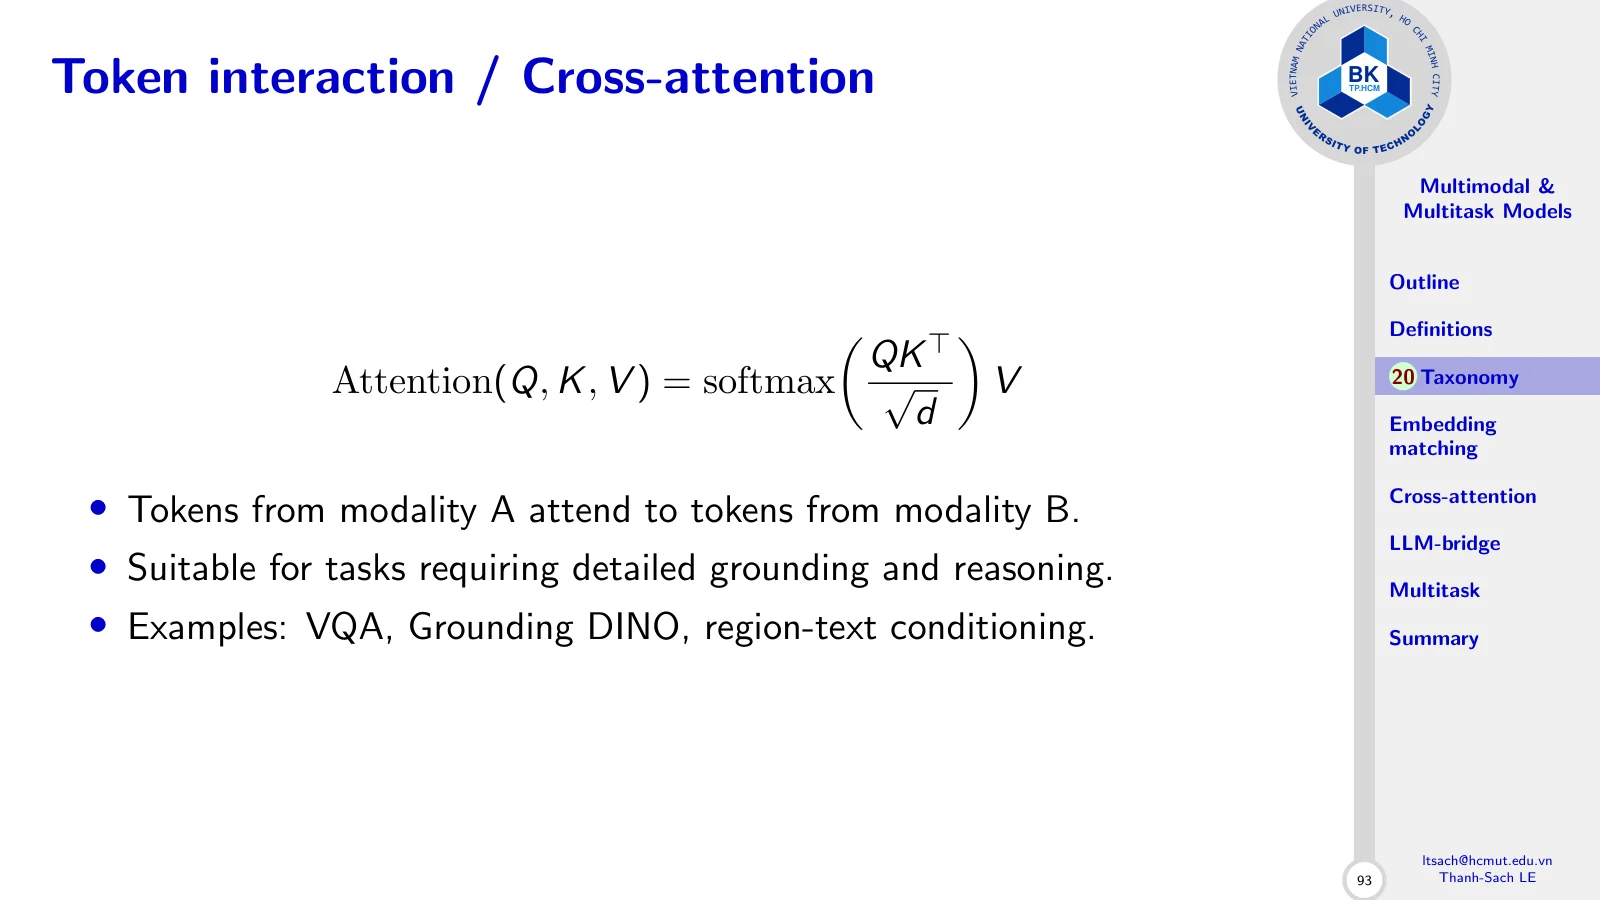 Token interaction / Cross-attention
Attention(Q, K, V) = softmax(QK⊤/√d) V
• Tokens from modality A attend to tokens from modality B.
• Suitable for tasks requiring detailed grounding and reasoning.
• Examples: VQA, Grounding DINO, region-text conditioning.
VIETNAM NATIONAL UNIVERSITY, HO CHI MINH CITY
BK
TP.HCM
UNIVERSITY OF TECHNOLOGY
Multimodal &
Multitask Models
Outline
Definitions
20 Taxonomy
Embedding
matching
Cross-attention
LLM-bridge
Multitask
Summary
ltsach@hcmut.edu.vn
Thanh-Sach LE
93